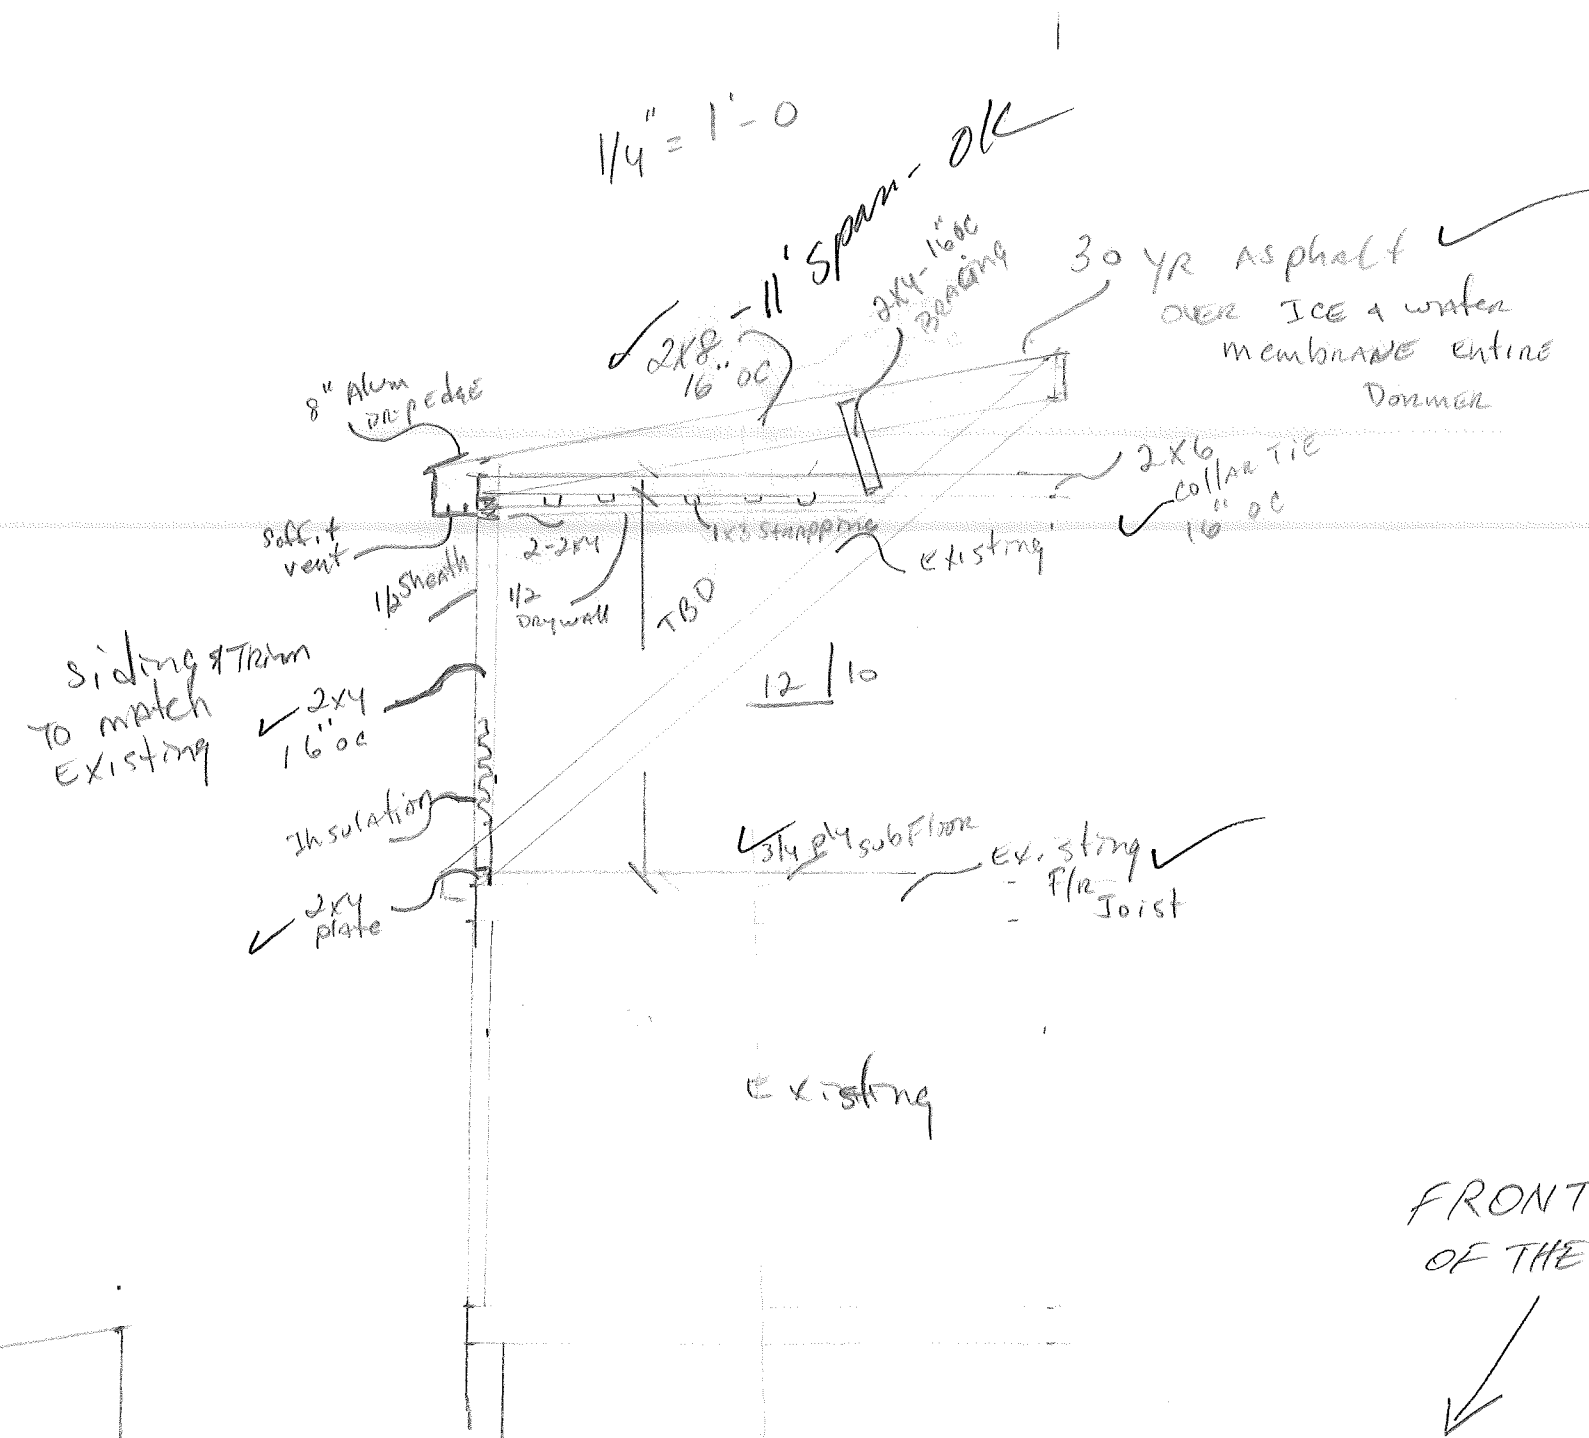 1/4" = 1'-0
2x8 - 11' Span - OK
16" OC
2x4-16" OC
BRACING
30 YR ASphalt
OVER ICE & WATER
MEMBRANE ENTIRE
DORMER
8" Alum
DRIPEDGE
2x6
COllAR TiE
16" OC
Soffit
vent
2-2x4
1x3 STRAPPING
EXISTING
1/2 SHEATH
1/2
DRYWAll
TBD
Siding & TRim
TO MATCH
EXISTING
2x4
16" OC
12/10
INSulATiON
3/4 Ply SubFlOOR
EXisting
F/R
Joist
2x4
plATE
Existing
FRONT
OF THE